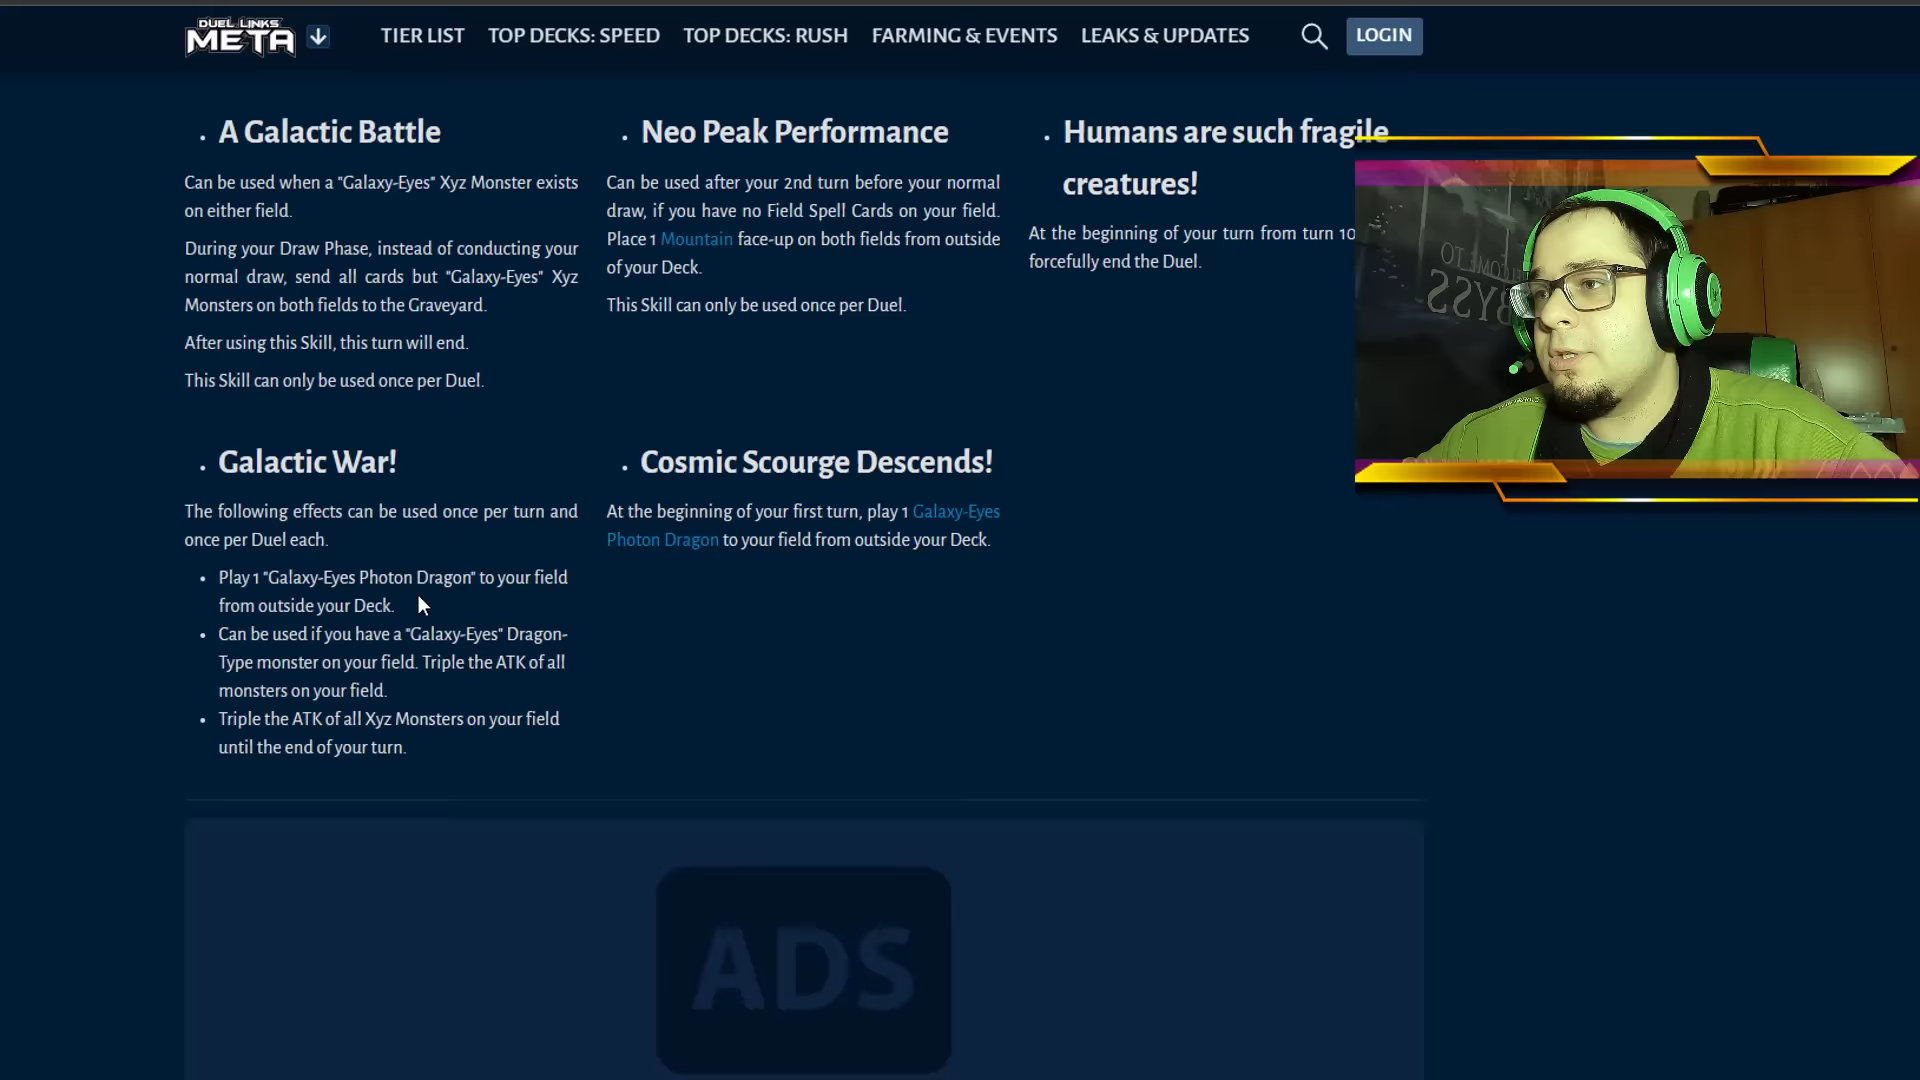 DUEL LINKS
META
TIER LIST
TOP DECKS: SPEED
TOP DECKS: RUSH
FARMING & EVENTS
LEAKS & UPDATES
LOGIN
• A Galactic Battle
Can be used when a "Galaxy-Eyes" Xyz Monster exists
on either field.
During your Draw Phase, instead of conducting your
normal draw, send all cards but "Galaxy-Eyes" Xyz
Monsters on both fields to the Graveyard.
After using this Skill, this turn will end.
This Skill can only be used once per Duel.
• Neo Peak Performance
Can be used after your 2nd turn before your normal
draw, if you have no Field Spell Cards on your field.
Place 1 Mountain face-up on both fields from outside
of your Deck.
This Skill can only be used once per Duel.
• Humans are such fragile
creatures!
At the beginning of your turn from turn 10
forcefully end the Duel.
• Galactic War!
The following effects can be used once per turn and
once per Duel each.
• Play 1 "Galaxy-Eyes Photon Dragon" to your field
from outside your Deck.
• Can be used if you have a "Galaxy-Eyes" Dragon-
Type monster on your field. Triple the ATK of all
monsters on your field.
• Triple the ATK of all Xyz Monsters on your field
until the end of your turn.
• Cosmic Scourge Descends!
At the beginning of your first turn, play 1 Galaxy-Eyes
Photon Dragon to your field from outside your Deck.
ADS